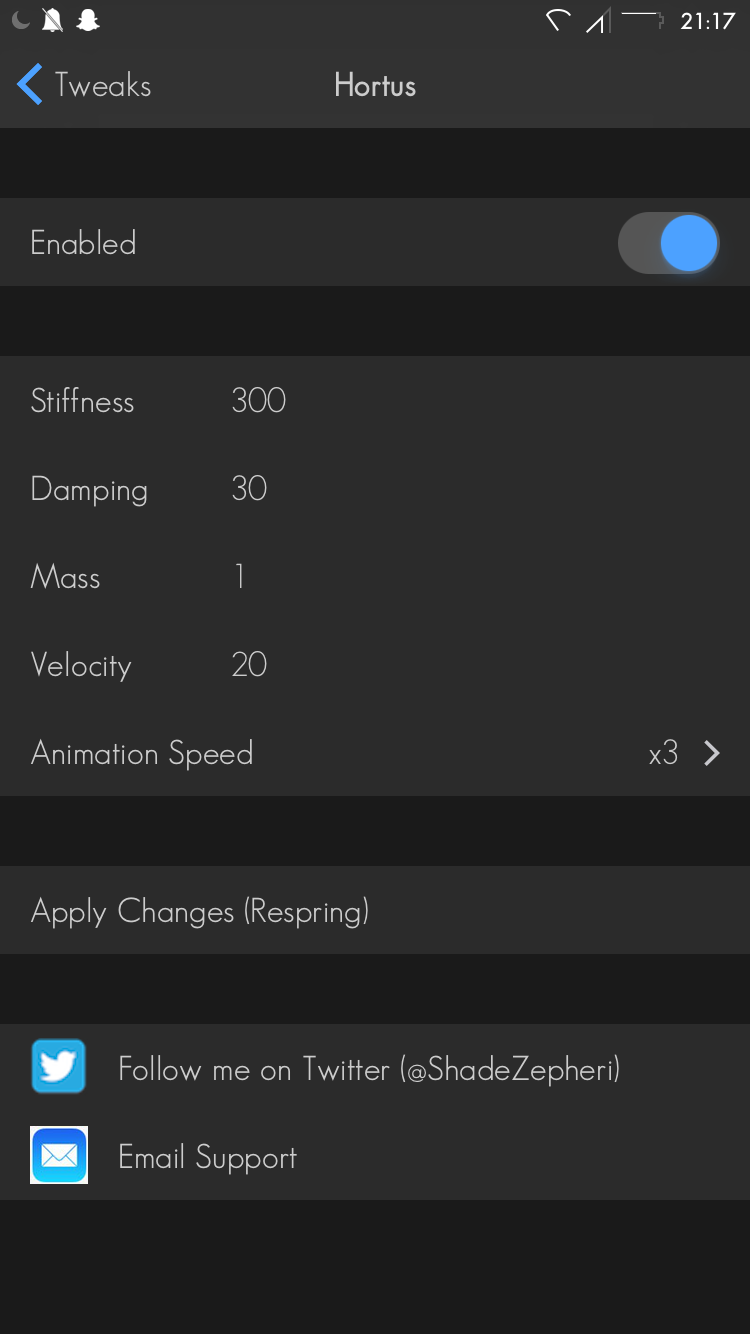 21:17
Tweaks
Hortus
Enabled
Stiffness 300
Damping 30
Mass 1
Velocity 20
Animation Speed x3
Apply Changes (Respring)
Follow me on Twitter (@ShadeZepheri)
Email Support